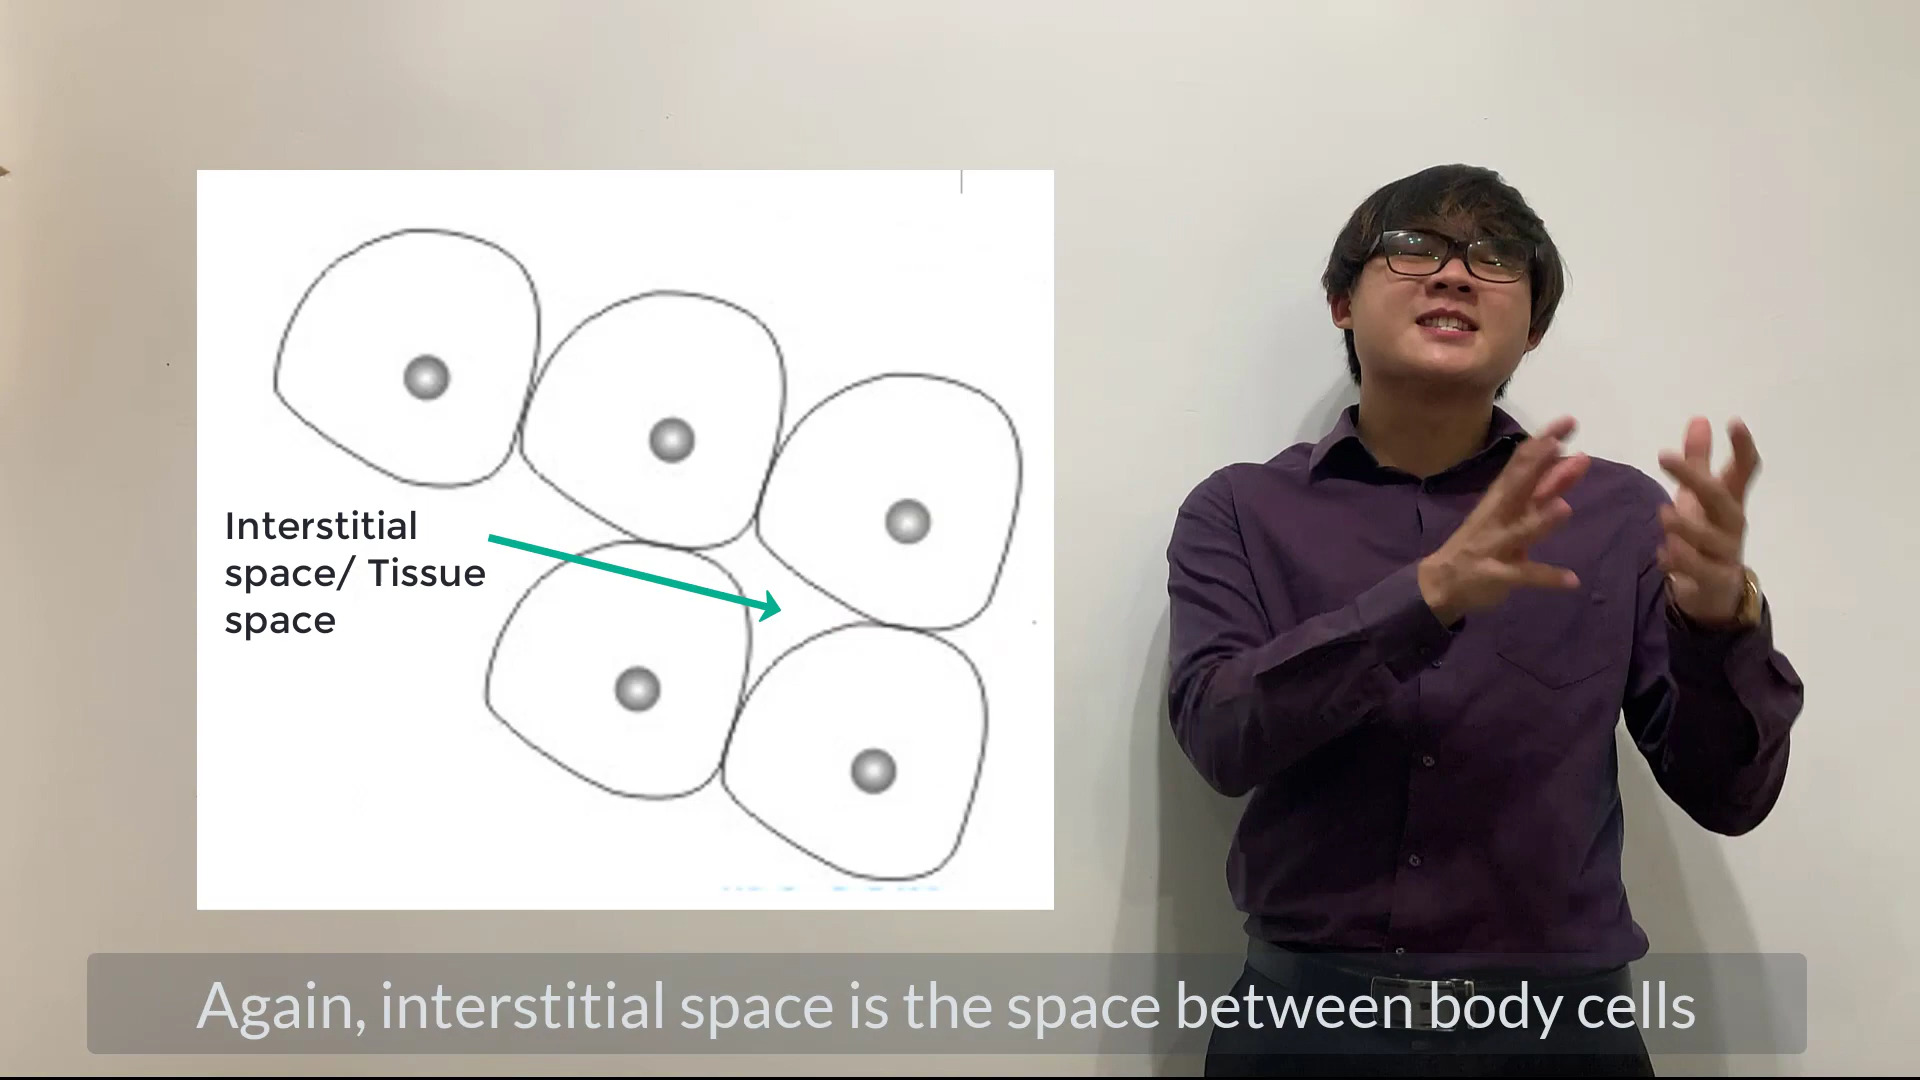 Interstitial
space/ Tissue
space
Again, interstitial space is the space between body cells